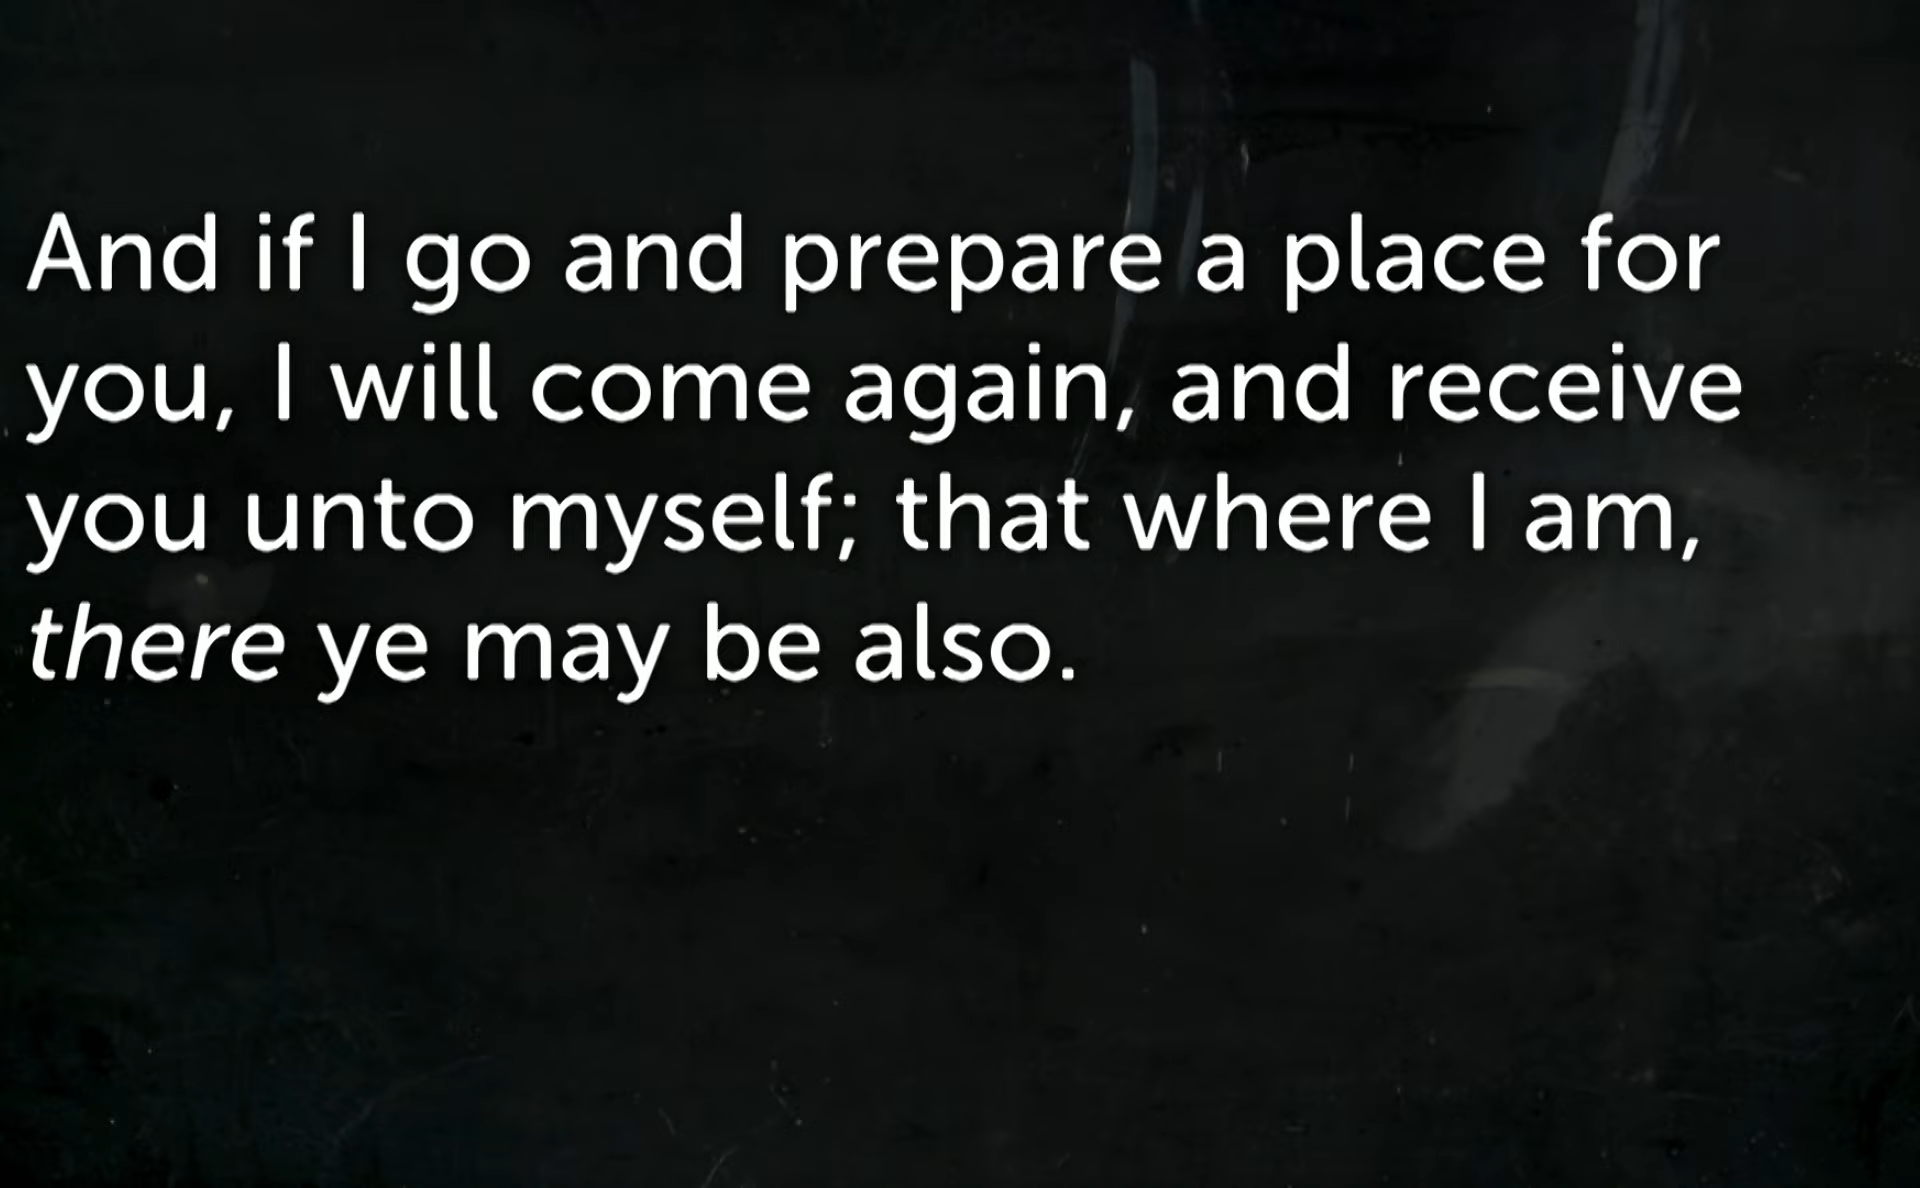 And if I go and prepare a place for
you, I will come again, and receive
you unto myself; that where I am,
there ye may be also.